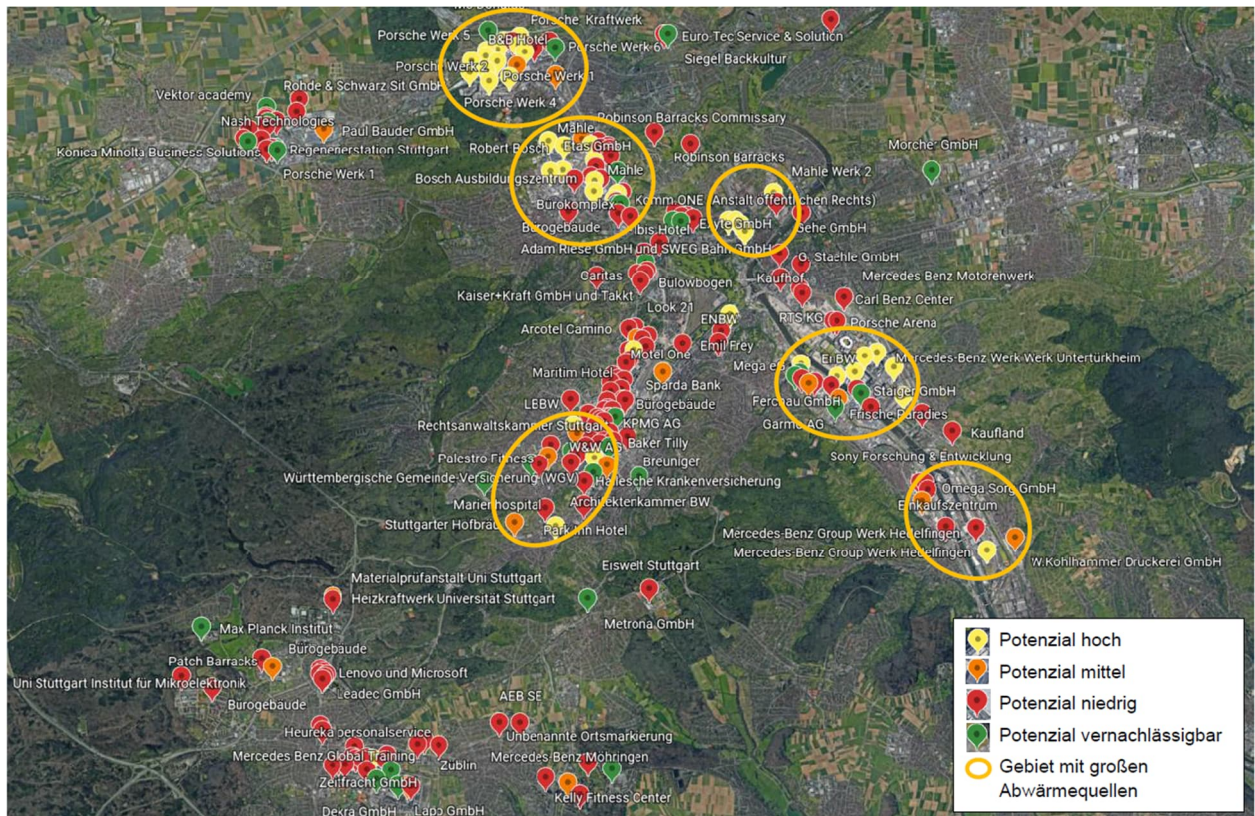 Porsche Kraftwerk
Porsche Werk 5
B&B Hotel
Porsche Werk 6
Euro Tec Service & Solution
Siegel Backkultur
Porsche Werk 2
Porsche Werk 1
Porsche Werk 4
Rohde & Schwarz Sit GmbH
Vektor academy
Nash Technologies
Paul Bauder GmbH
Konica Minolta Business Solutions
Regenerenstation Stuttgart
Porsche Werk 1
Robinson Barracks Commissary
Mahle
Robert Bosch
Etas GmbH
Robinson Barracks
Morcher GmbH
Mahle Werk 2
Bosch Ausbildungszentrum
Mahle
Komm.ONE (Anstalt öffentlichen Rechts)
Burokomplex
Bürogebäude
Ibis Hotel
Exyte GmbH
Gehe GmbH
Adam Riese GmbH und SWEG Bahn GmbH
G. Staehle GmbH
Caritas
Bulowbogen
Kaufhof
Mercedes Benz Motorenwerk
Kaiser+Kraft GmbH und Takkt
Carl Benz Center
Look 21
ENBW
RTS KG
Porsche Arena
Arcotel Camino
Emil Frey
Motel One
Mega eG
EnBW
Mercedes-Benz Werk Werk Untertürkheim
Maritim Hotel
Sparda Bank
Staiger GmbH
LEBW
Bürogebäude
Ferchau GmbH
Frische Paradies
Garmo AG
Rechtsanwaltskammer Stuttgart
KPMG AG
Kaufland
W&W AG
Baker Tilly
Sony Forschung & Entwicklung
Palestro Fitness
Breuniger
Württembergische Gemeinde-Versicherung (WGV)
Hallesche Krankenversicherung
Omega Sorg GmbH
Marienhospital
Architektenkammer BW
Einkaufszentrum
Stuttgarter Hofbräu
Park Inn Hotel
Mercedes-Benz Group Werk Hedelfingen
Mercedes-Benz Group Werk Hedelfingen
W.Kohlhammer Druckerei GmbH
Eiswelt Stuttgart
Materialprüfanstalt Uni Stuttgart
Heizkraftwerk Universität Stuttgart
Metrona GmbH
Max Planck Institut
Bürogebäude
Patch Barracks
Lenovo und Microsoft
Uni Stuttgart Institut für Mikroelektronik
Leadec GmbH
Bürogebäude
AEB SE
Heureka personalservice
Unbenannte Ortsmarkierung
Mercedes Benz Global Training
Züblin
Mercedes-Benz Möhringen
Zeitfracht GmbH
Kelly Fitness Center
Dekra GmbH
Lapp GmbH
Potenzial hoch
Potenzial mittel
Potenzial niedrig
Potenzial vernachlässigbar
Gebiet mit großen
Abwärmequellen